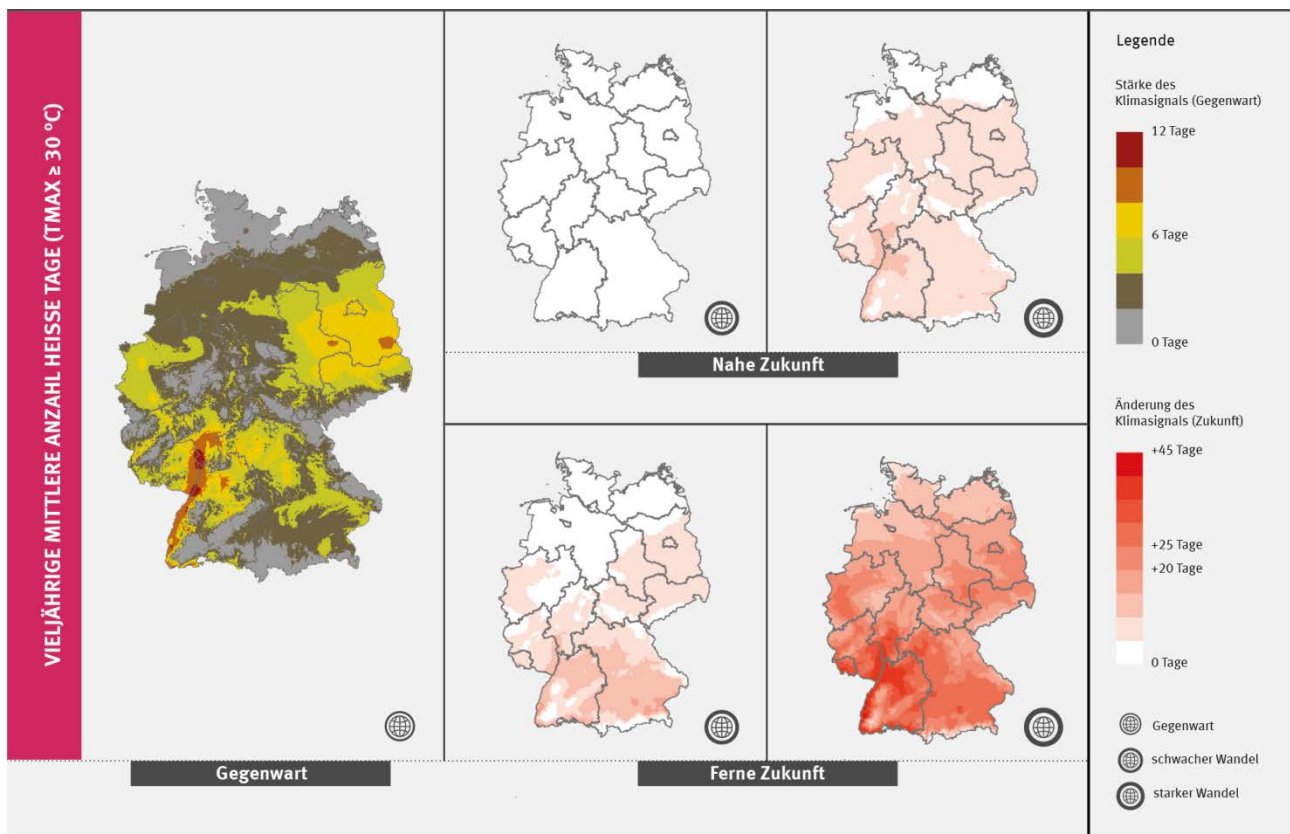 VIELJÄHRIGE MITTLERE ANZAHL HEISSE TAGE (TMAX ≥ 30 °C)
Gegenwart
Nahe Zukunft
Ferne Zukunft
Legende
Stärke des
Klimasignals (Gegenwart)
12 Tage
6 Tage
0 Tage
Änderung des
Klimasignals (Zukunft)
+45 Tage
+25 Tage
+20 Tage
0 Tage
Gegenwart
schwacher Wandel
starker Wandel